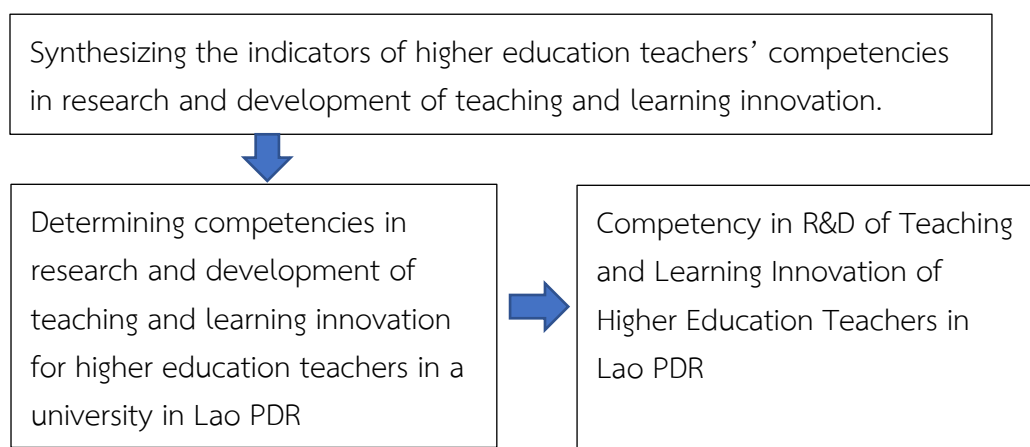 Synthesizing the indicators of higher education teachers’ competencies
in research and development of teaching and learning innovation.
Determining competencies in
research and development of
teaching and learning innovation
for higher education teachers in a
university in Lao PDR
Competency in R&D of Teaching
and Learning Innovation of
Higher Education Teachers in
Lao PDR